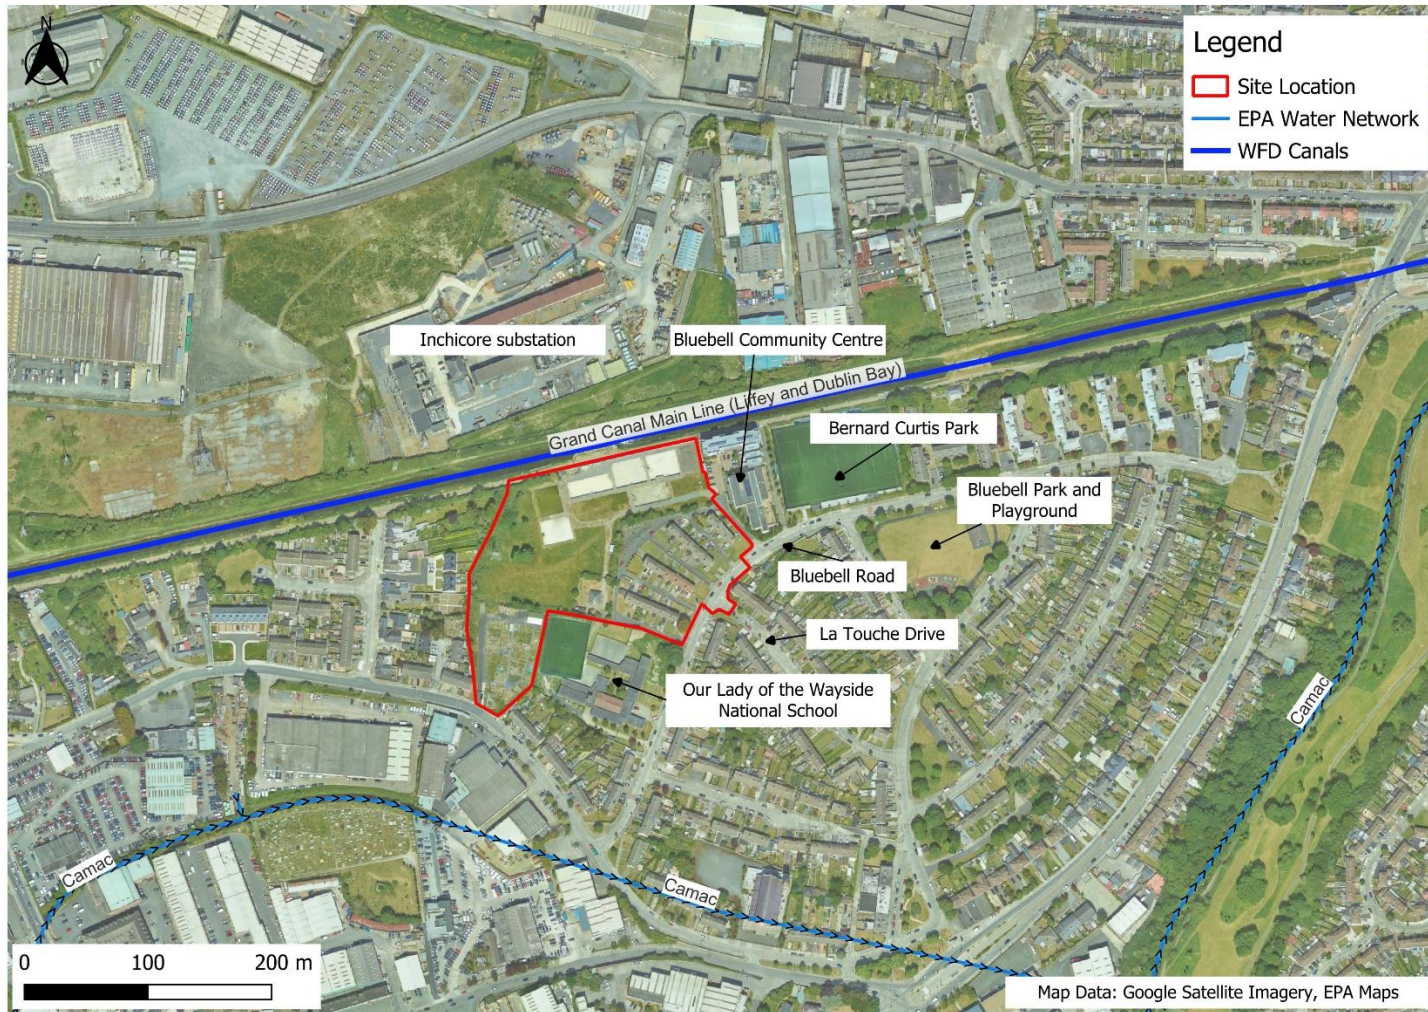 N
Legend
Site Location
EPA Water Network
WFD Canals
Inchicore substation
Bluebell Community Centre
Grand Canal Main Line (Liffey and Dublin Bay)
Bernard Curtis Park
Bluebell Park and
Playground
Bluebell Road
La Touche Drive
Our Lady of the Wayside
National School
Camac
Camac
Camac
0 100 200 m
Map Data: Google Satellite Imagery, EPA Maps